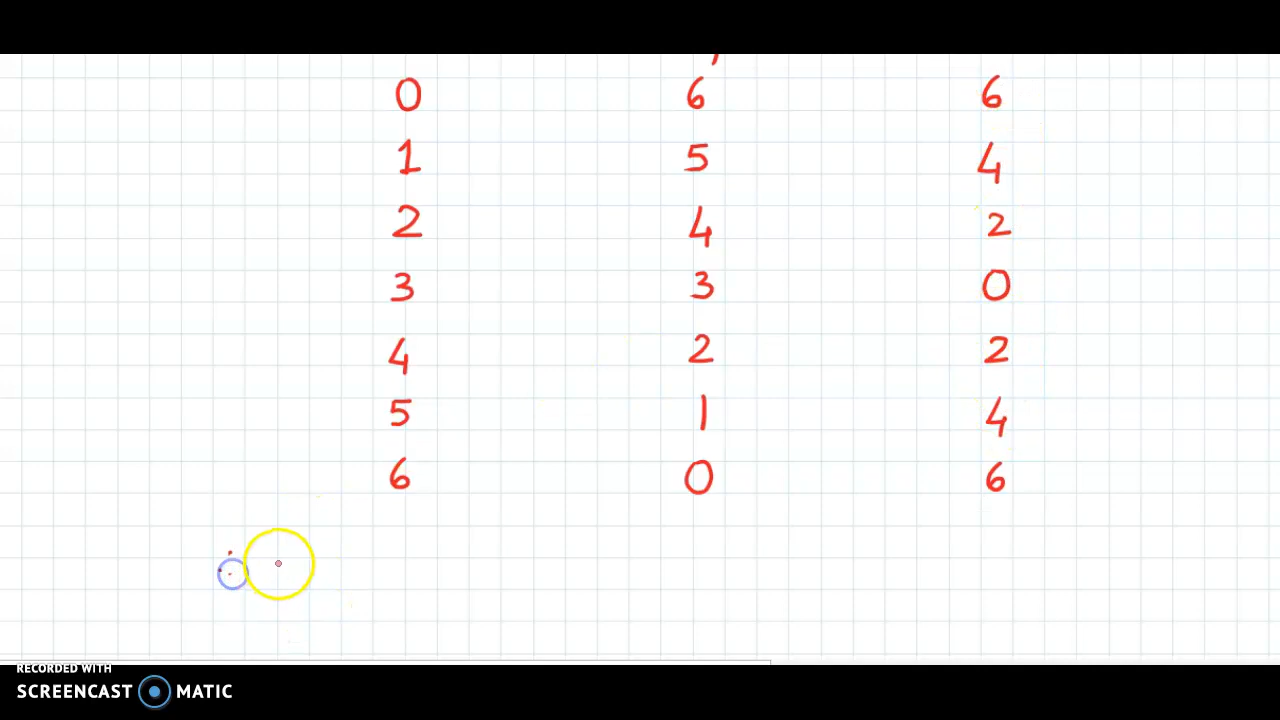 0 6 6
1 5 4
2 4 2
3 3 0
4 2 2
5 1 4
6 0 6
RECORDED WITH
SCREENCAST MATIC